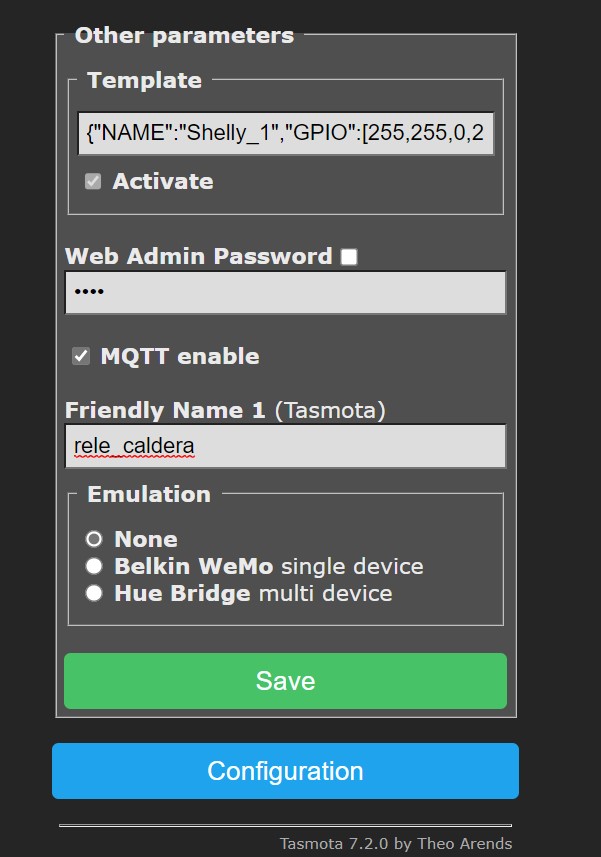 Other parameters
Template
{"NAME":"Shelly_1","GPIO":[255,255,0,2
Activate
Web Admin Password
••••
MQTT enable
Friendly Name 1 (Tasmota)
rele_caldera
Emulation
None
Belkin WeMo single device
Hue Bridge multi device
Save
Configuration
Tasmota 7.2.0 by Theo Arends